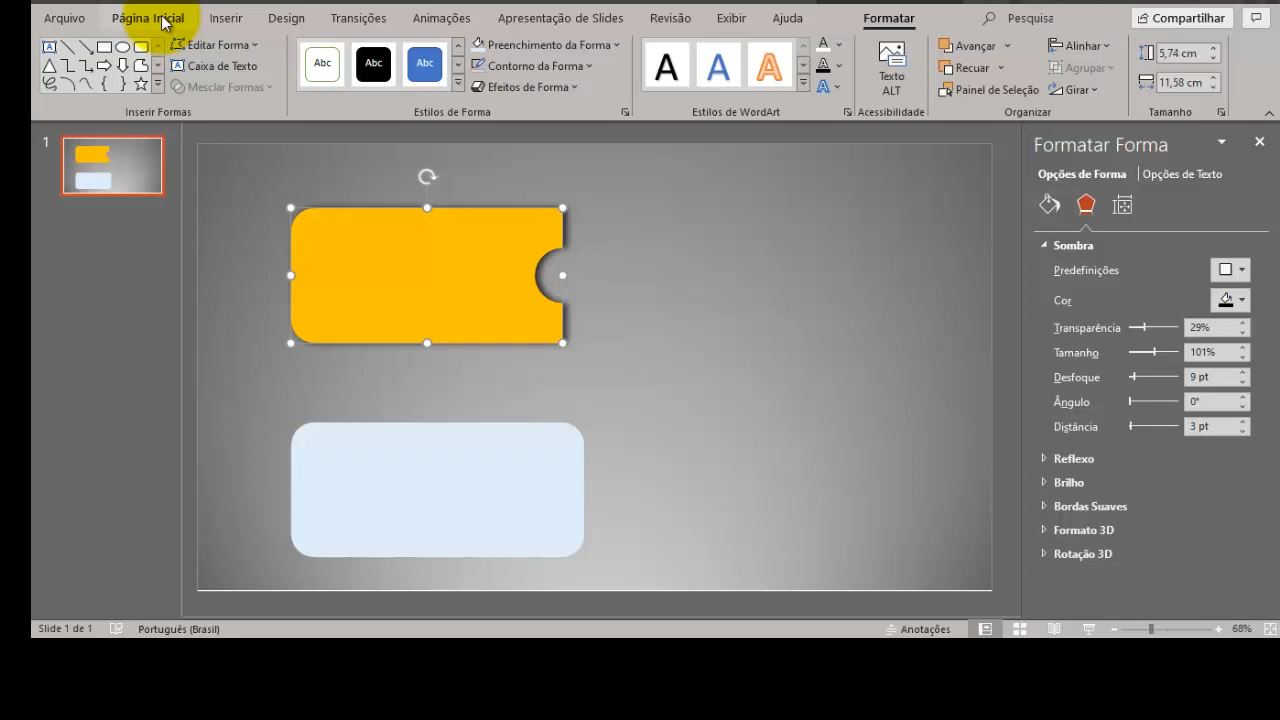 Arquivo Página Inicial Inserir Design Transições Animações Apresentação de Slides Revisão Exibir Ajuda Formatar Pesquisa Compartilhar
Editar Forma
Caixa de Texto
Mesclar Formas
Inserir Formas
Abc Abc Abc
Preenchimento da Forma
Contorno da Forma
Efeitos de Forma
Estilos de Forma
A A A
Estilos de WordArt
Texto
ALT
Acessibilidade
Avançar
Recuar
Painel de Seleção
Alinhar
Agrupar
Girar
Organizar
5,74 cm
11,58 cm
Tamanho
1
Formatar Forma
Opções de Forma Opções de Texto
Sombra
Predefinições
Cor
Transparência 29%
Tamanho 101%
Desfoque 9 pt
Ângulo 0°
Distância 3 pt
Reflexo
Brilho
Bordas Suaves
Formato 3D
Rotação 3D
Slide 1 de 1 Português (Brasil) Anotações 68%